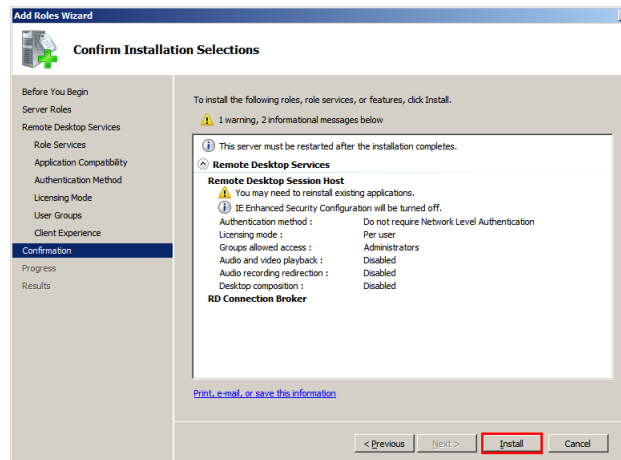 Add Roles Wizard
Confirm Installation Selections
Before You Begin
Server Roles
Remote Desktop Services
Role Services
Application Compatibility
Authentication Method
Licensing Mode
User Groups
Client Experience
Confirmation
Progress
Results
To install the following roles, role services, or features, click Install.
1 warning, 2 informational messages below
This server must be restarted after the installation completes.
Remote Desktop Services
Remote Desktop Session Host
You may need to reinstall existing applications.
IE Enhanced Security Configuration will be turned off.
Authentication method : Do not require Network Level Authentication
Licensing mode : Per user
Groups allowed access : Administrators
Audio and video playback : Disabled
Audio recording redirection : Disabled
Desktop composition : Disabled
RD Connection Broker
Print, e-mail, or save this information
< Previous Next > Install Cancel